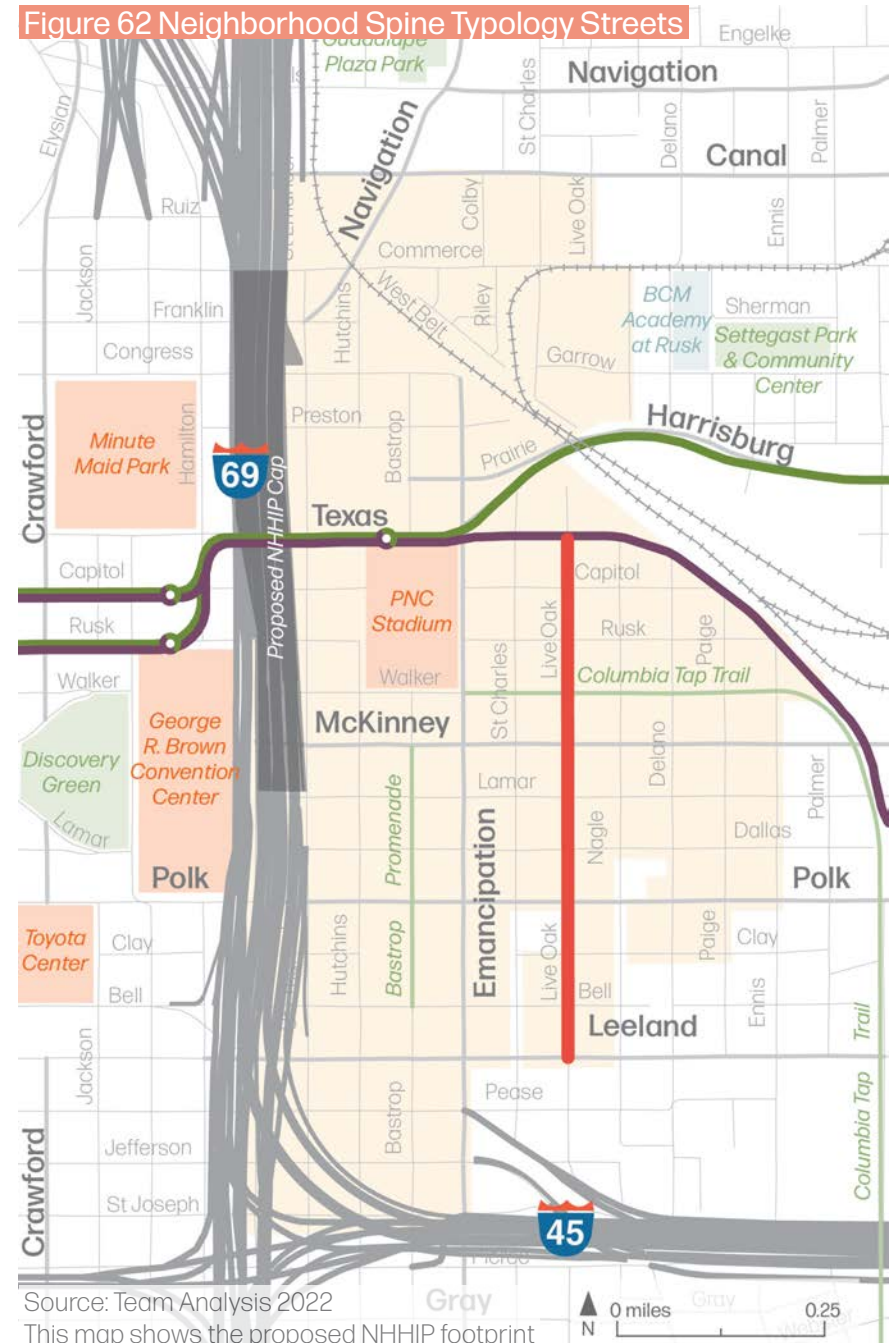 Figure 62 Neighborhood Spine Typology Streets
Engelke
Guadalupe
Plaza Park
Navigation
St Charles
Delano
Palmer
Elysian
Navigation
Canal
Ruiz
St Emanuel
Colby
Live Oak
Ennis
Commerce
Jackson
Franklin
Hutchins
West Belt
Riley
BCM
Academy
at Rusk
Sherman
Settegast Park
& Community
Center
Congress
Garrow
Crawford
Minute
Maid Park
Hamilton
69
Proposed NHHIP Cap
Preston
Bastrop
Prairie
Harrisburg
Texas
Capitol
Capitol
PNC
Stadium
Rusk
Live Oak
Rusk
Paige
Walker
Walker
St Charles
Columbia Tap Trail
George
R. Brown
Convention
Center
McKinney
Discovery
Green
Lamar
Lamar
Delano
Palmer
Bastrop Promenade
Emancipation
Nagle
Dallas
Polk
Polk
Toyota
Center
Clay
Hutchins
Live Oak
Paige
Clay
Bell
Bell
Ennis
Leeland
Jackson
Pease
Columbia Tap Trail
Bastrop
Crawford
Jefferson
St Joseph
45
Pierce
Source: Team Analysis 2022
Gray
Gray
Webster
N
0 miles
0.25
This map shows the proposed NHHIP footprint